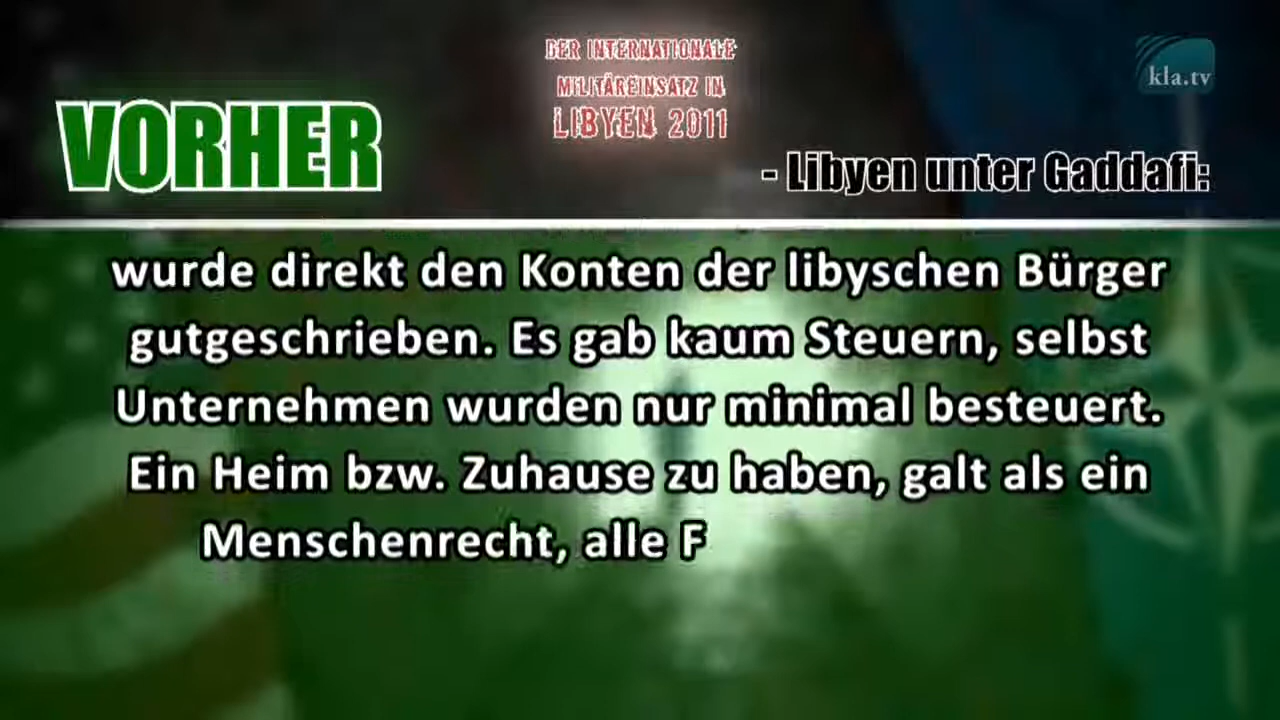 DER INTERNATIONALE
MILITÄREINSATZ IN
LIBYEN 2011
kla.tv
VORHER
- Libyen unter Gaddafi:
wurde direkt den Konten der libyschen Bürger
gutgeschrieben. Es gab kaum Steuern, selbst
Unternehmen wurden nur minimal besteuert.
Ein Heim bzw. Zuhause zu haben, galt als ein
Menschenrecht, alle F